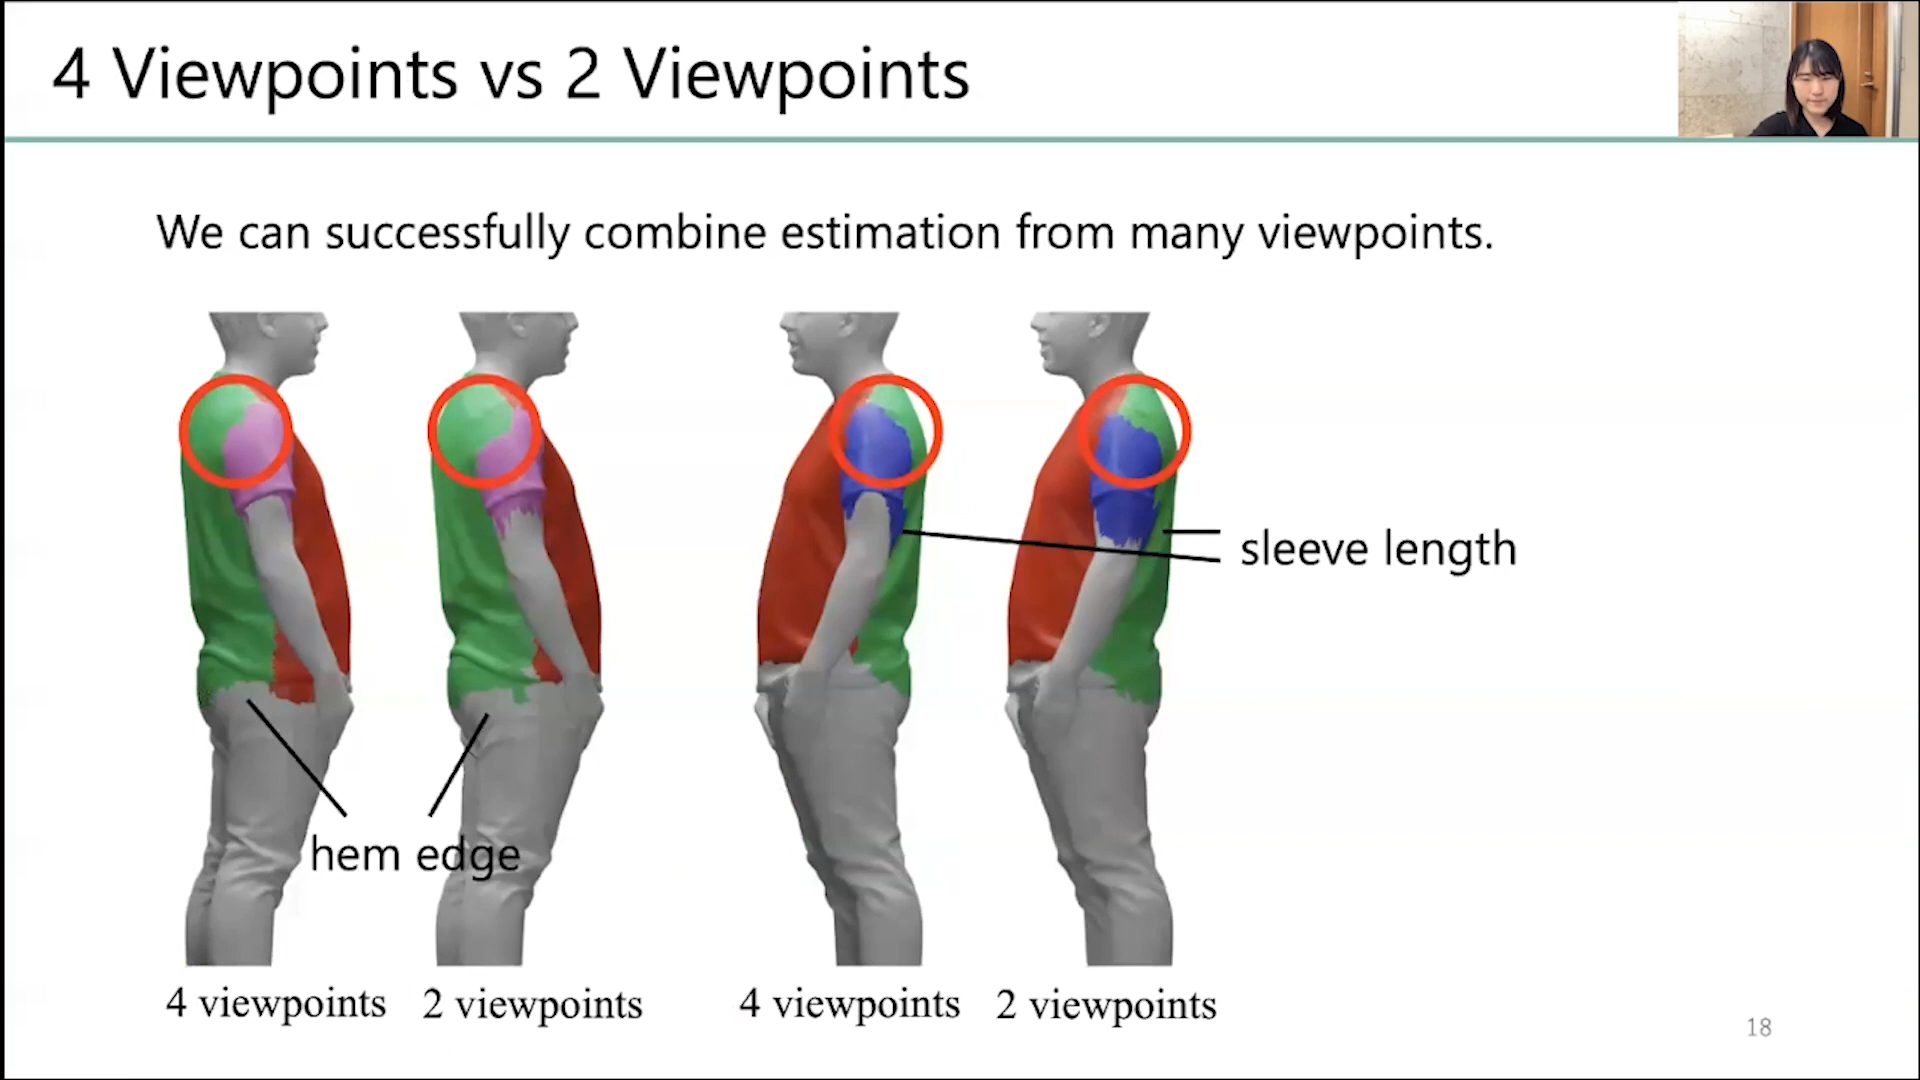 4 Viewpoints vs 2 Viewpoints
We can successfully combine estimation from many viewpoints.
sleeve length
hem edge
4 viewpoints
2 viewpoints
4 viewpoints
2 viewpoints
18